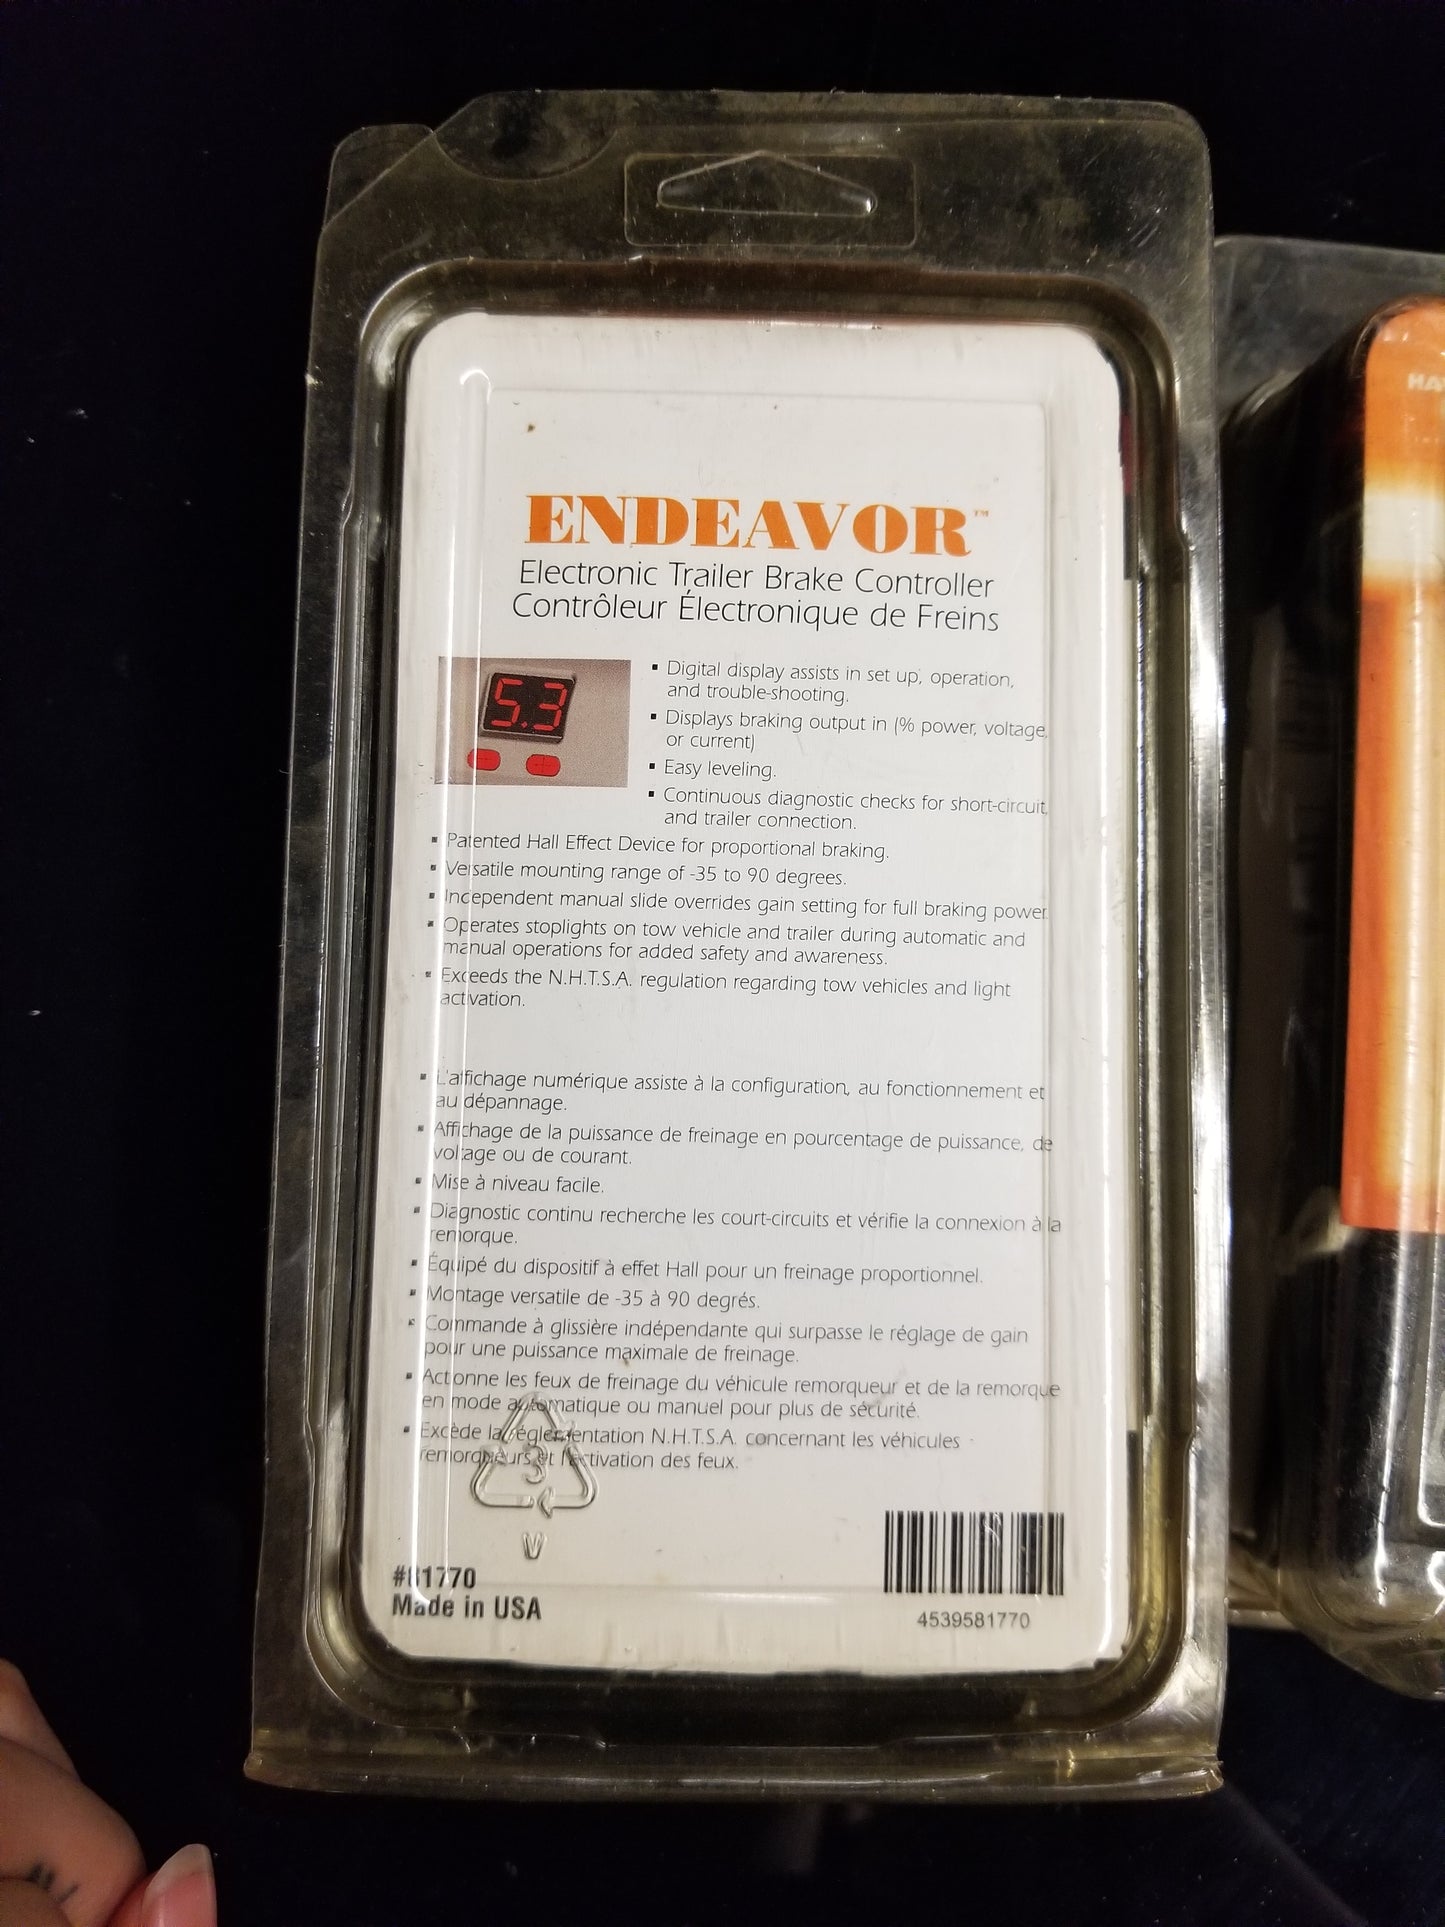 ENDEAVOR™
Electronic Trailer Brake Controller
Contrôleur Électronique de Freins
5.3
▪ Digital display assists in set up, operation,
and trouble-shooting.
▪ Displays braking output in (% power, voltage,
or current)
▪ Easy leveling.
▪ Continuous diagnostic checks for short-circuit,
and trailer connection.
▪ Patented Hall Effect Device for proportional braking.
▪ Versatile mounting range of -35 to 90 degrees.
▪ Independent manual slide overrides gain setting for full braking power.
▪ Operates stoplights on tow vehicle and trailer during automatic and
manual operations for added safety and awareness.
▪ Exceeds the N.H.T.S.A. regulation regarding tow vehicles and light
activation.
▪ L'affichage numérique assiste à la configuration, au fonctionnement et
au dépannage.
▪ Affichage de la puissance de freinage en pourcentage de puissance, de
voltage ou de courant.
▪ Mise à niveau facile.
▪ Diagnostic continu recherche les court-circuits et vérifie la connexion à la
remorque.
▪ Équipé du dispositif à effet Hall pour un freinage proportionnel.
▪ Montage versatile de -35 à 90 degrés.
▪ Commande à glissière indépendante qui surpasse le réglage de gain
pour une puissance maximale de freinage.
▪ Actionne les feux de freinage du véhicule remorqueur et de la remorque
en mode automatique ou manuel pour plus de sécurité.
▪ Excède la réglementation N.H.T.S.A. concernant les véhicules
remorqueurs et l'activation des feux.
3
V
#81770
Made in USA
4539581770